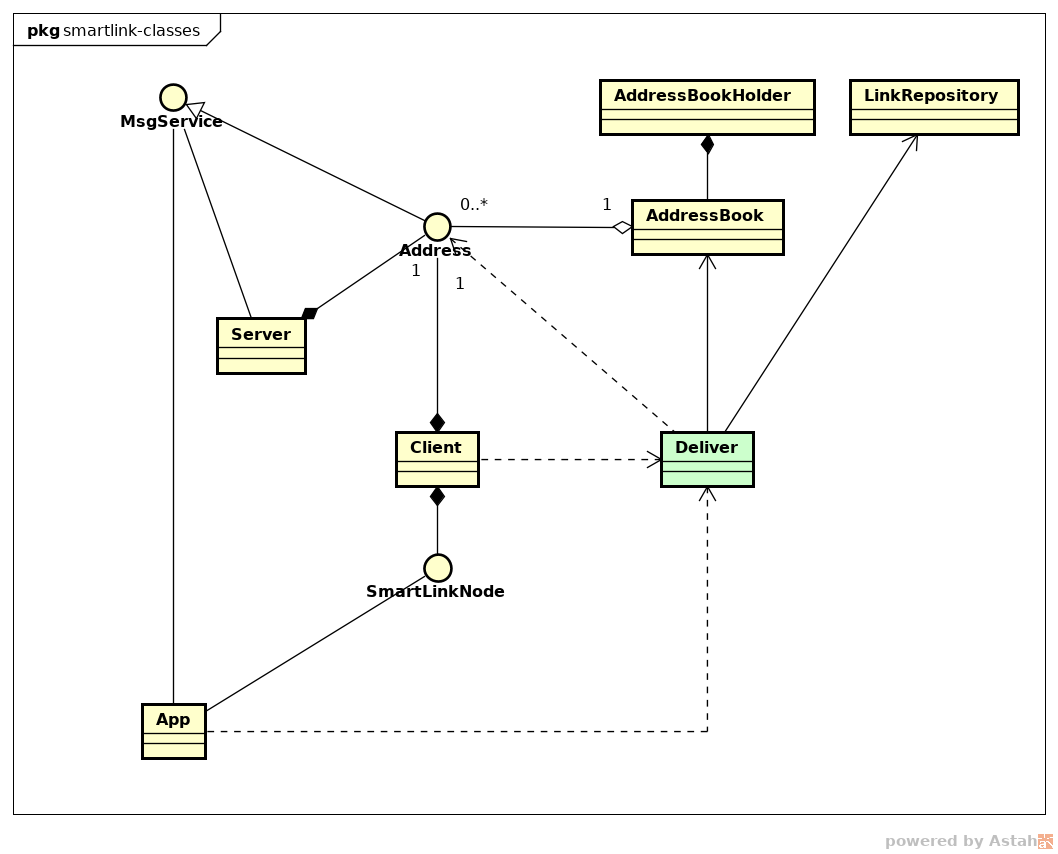 pkg smartlink-classes
MsgService
AddressBookHolder
LinkRepository
0..*
1
AddressBook
Address
1
1
Server
Client
Deliver
SmartLinkNode
App
powered by Astah